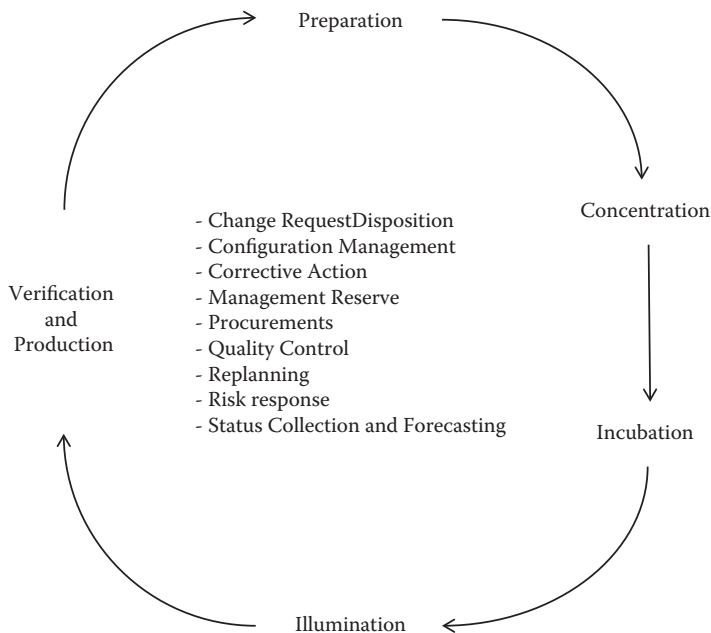 Preparation
Concentration
- Change RequestDisposition
- Configuration Management
- Corrective Action
- Management Reserve
- Procurements
- Quality Control
- Replanning
- Risk response
- Status Collection and Forecasting
Verification
and
Production
Incubation
Illumination